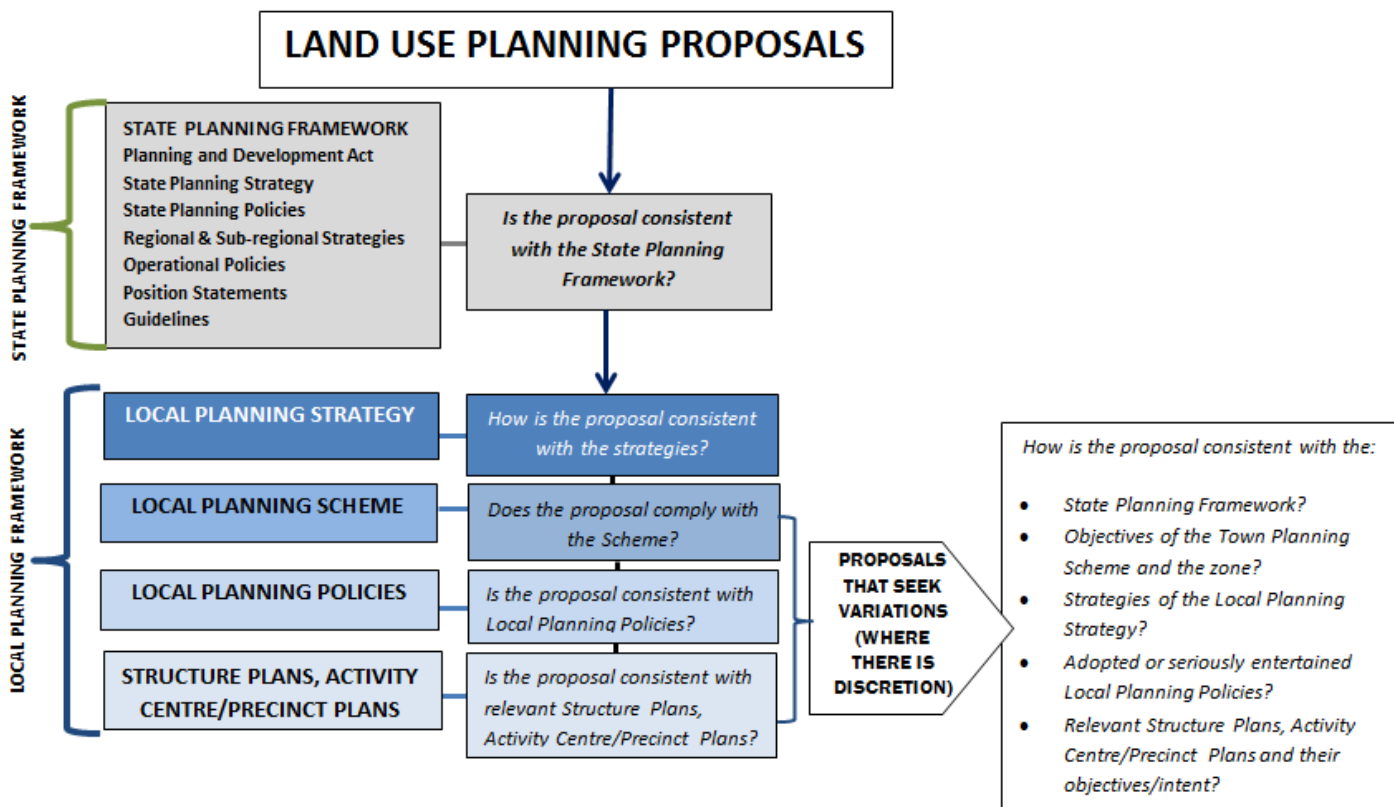 LAND USE PLANNING PROPOSALS
STATE PLANNING FRAMEWORK
STATE PLANNING FRAMEWORK
Planning and Development Act
State Planning Strategy
State Planning Policies
Regional & Sub-regional Strategies
Operational Policies
Position Statements
Guidelines
Is the proposal consistent
with the State Planning
Framework?
LOCAL PLANNING FRAMEWORK
LOCAL PLANNING STRATEGY
How is the proposal consistent
with the strategies?
LOCAL PLANNING SCHEME
Does the proposal comply with
the Scheme?
LOCAL PLANNING POLICIES
Is the proposal consistent with
Local Planning Policies?
STRUCTURE PLANS, ACTIVITY
CENTRE/PRECINCT PLANS
Is the proposal consistent with
relevant Structure Plans,
Activity Centre/Precinct Plans?
PROPOSALS
THAT SEEK
VARIATIONS
(WHERE
THERE IS
DISCRETION)
How is the proposal consistent with the:
• State Planning Framework?
• Objectives of the Town Planning
Scheme and the zone?
• Strategies of the Local Planning
Strategy?
• Adopted or seriously entertained
Local Planning Policies?
• Relevant Structure Plans, Activity
Centre/Precinct Plans and their
objectives/intent?